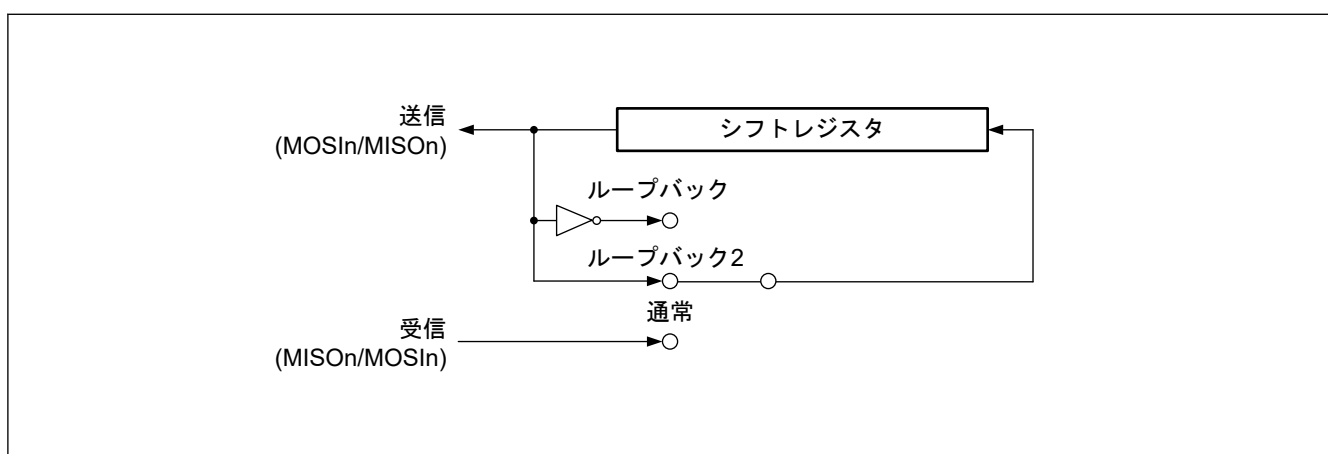 送信
(MOSIn/MISOn)
シフトレジスタ
ループバック
ループバック2
通常
受信
(MISOn/MOSIn)